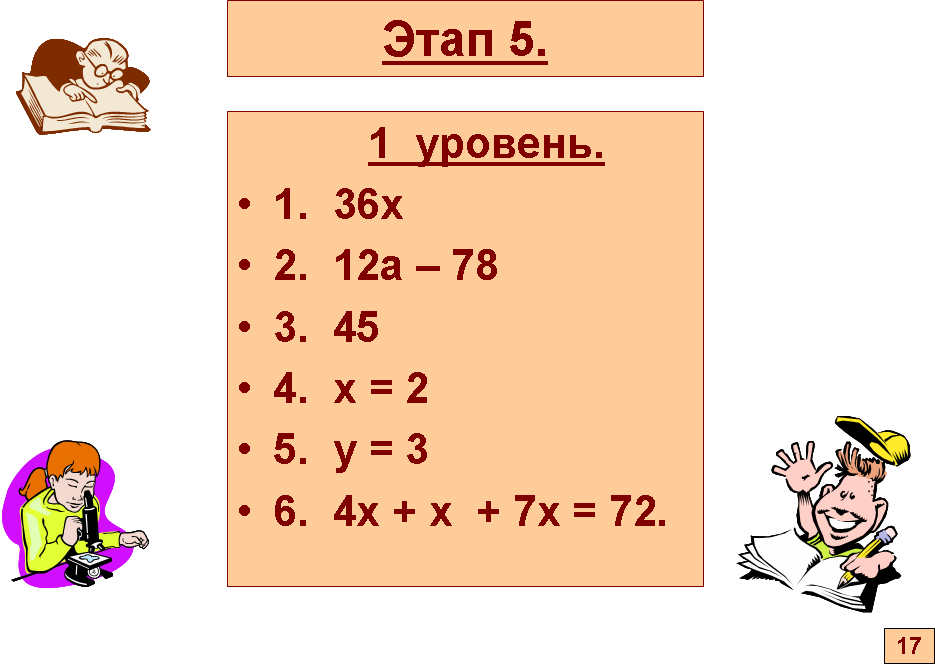 Этап 5.
1 уровень.
• 1. 36х
• 2. 12а – 78
• 3. 45
• 4. х = 2
• 5. у = 3
• 6. 4х + х + 7х = 72.
17